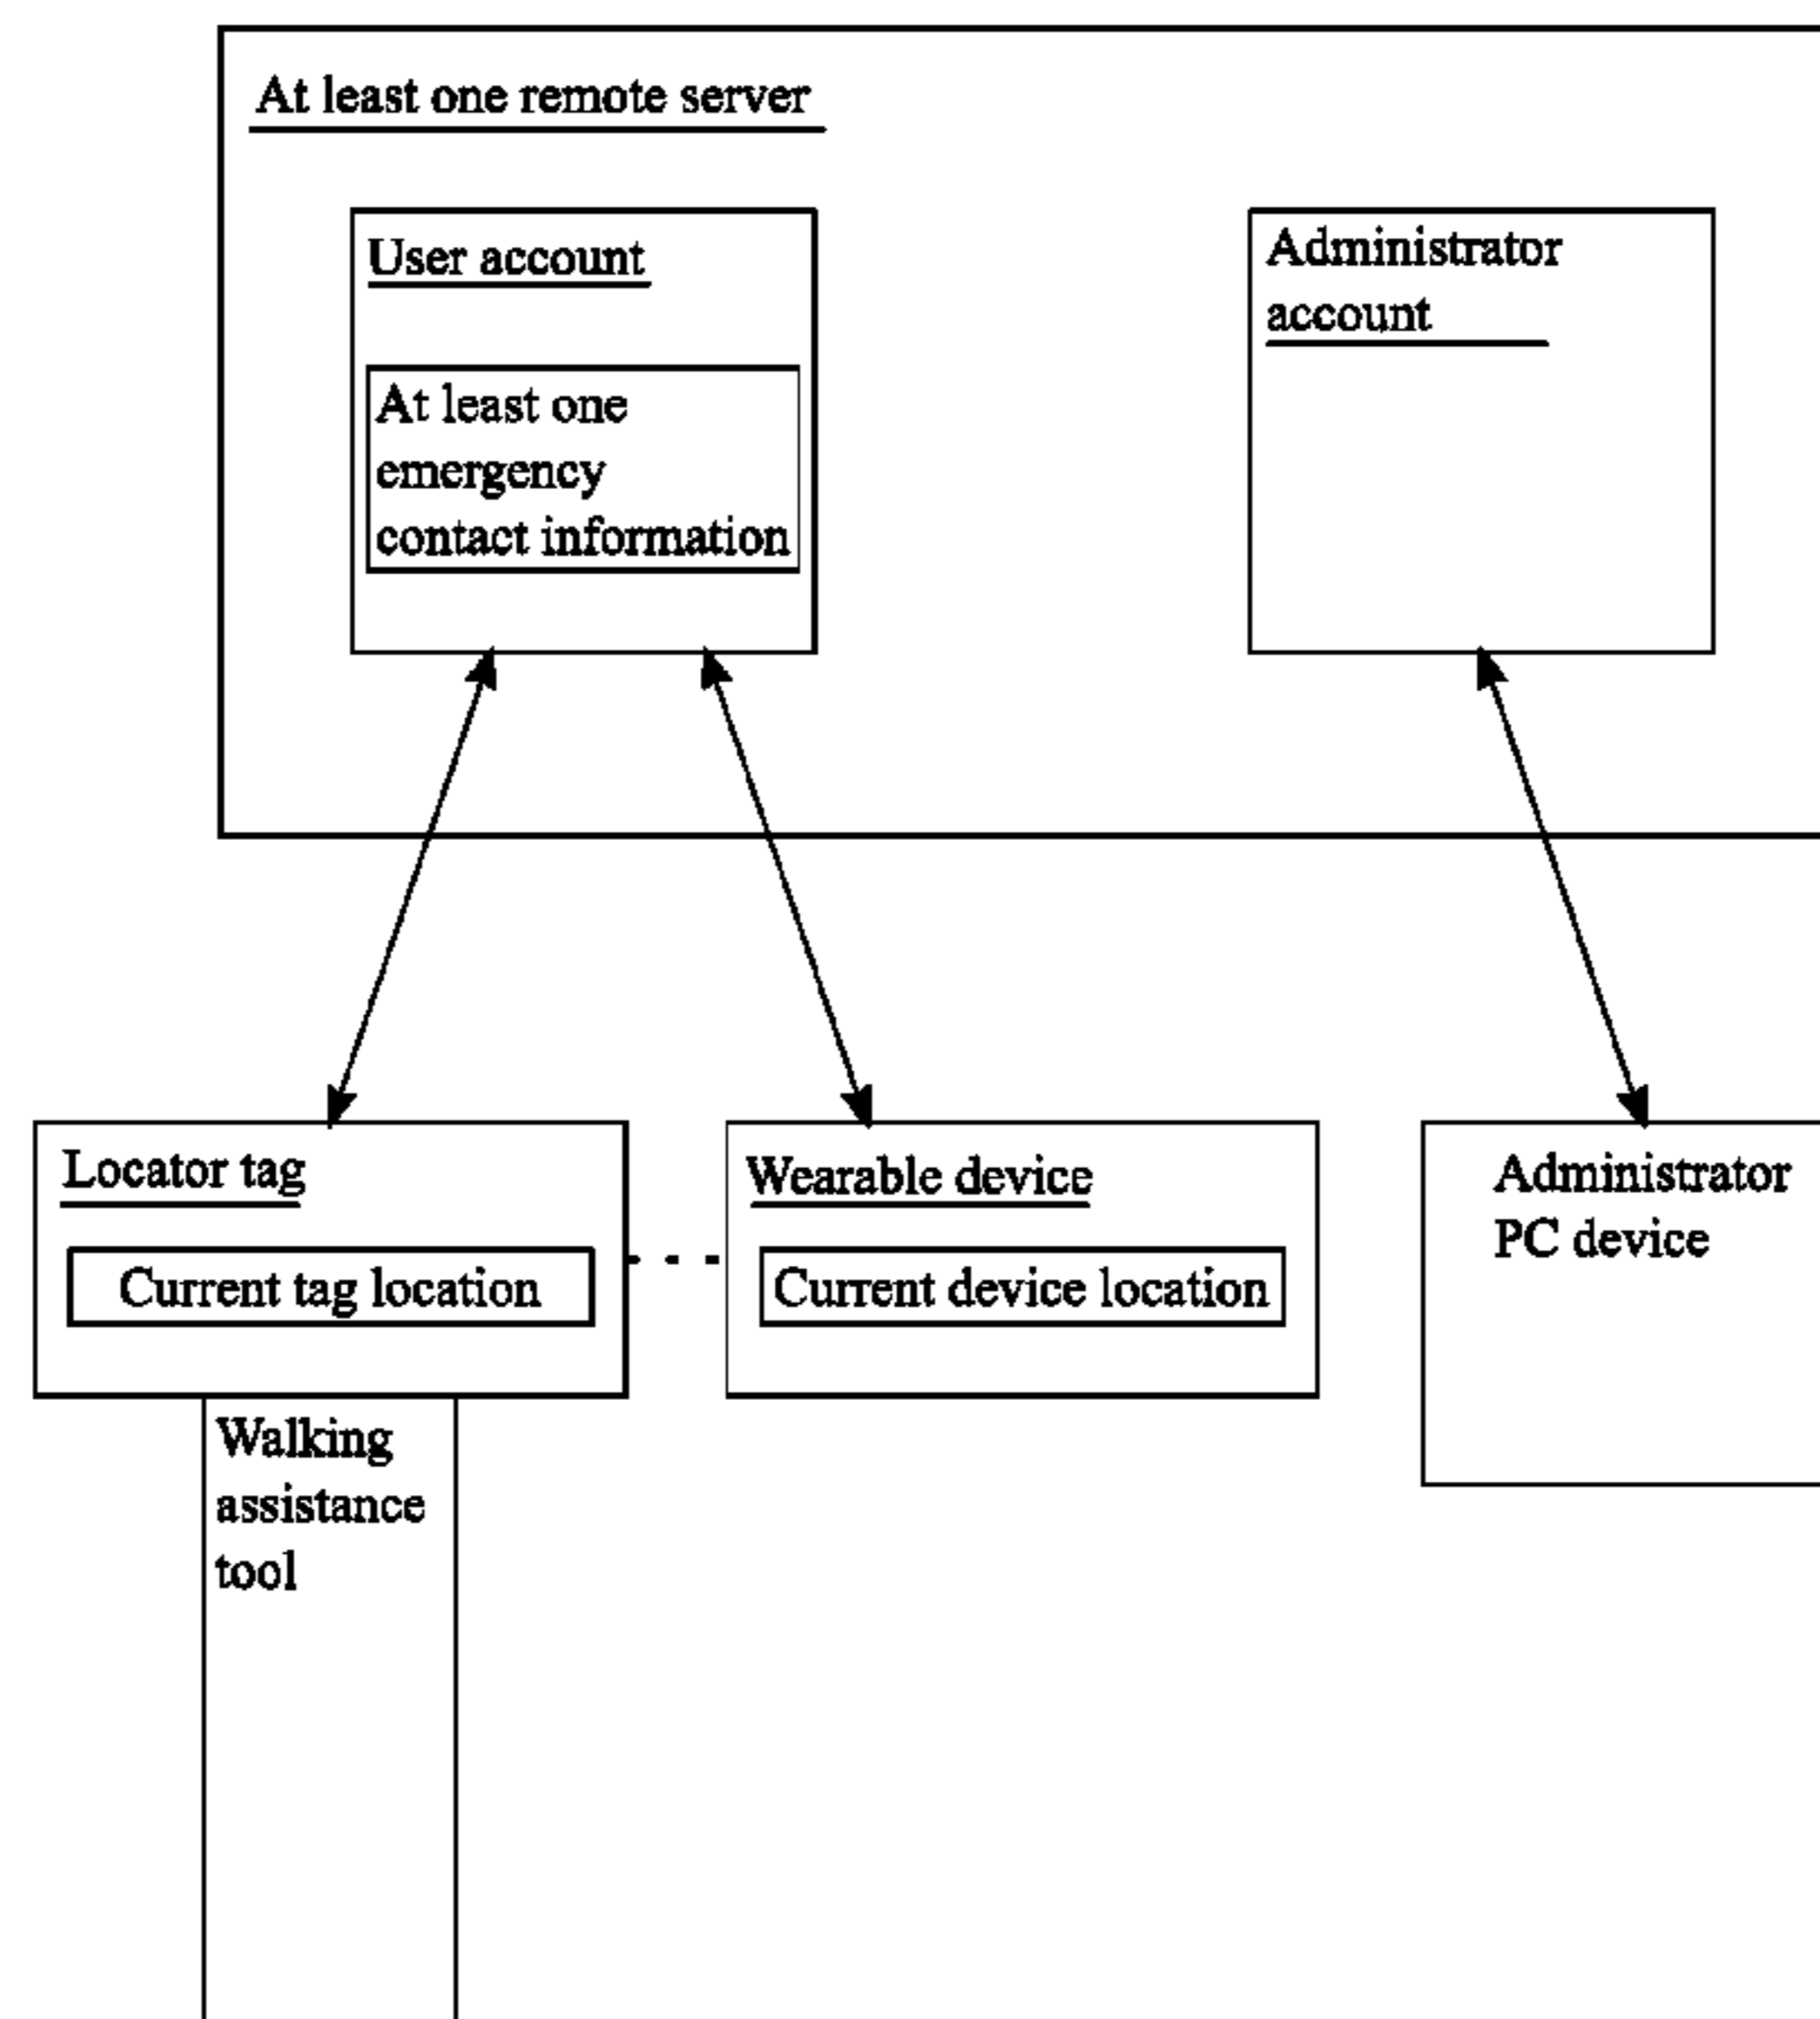 At least one remote server
User account
At least one
emergency
contact information
Administrator
account
Locator tag
Current tag location
Wearable device
Current device location
Administrator
PC device
Walking
assistance
tool